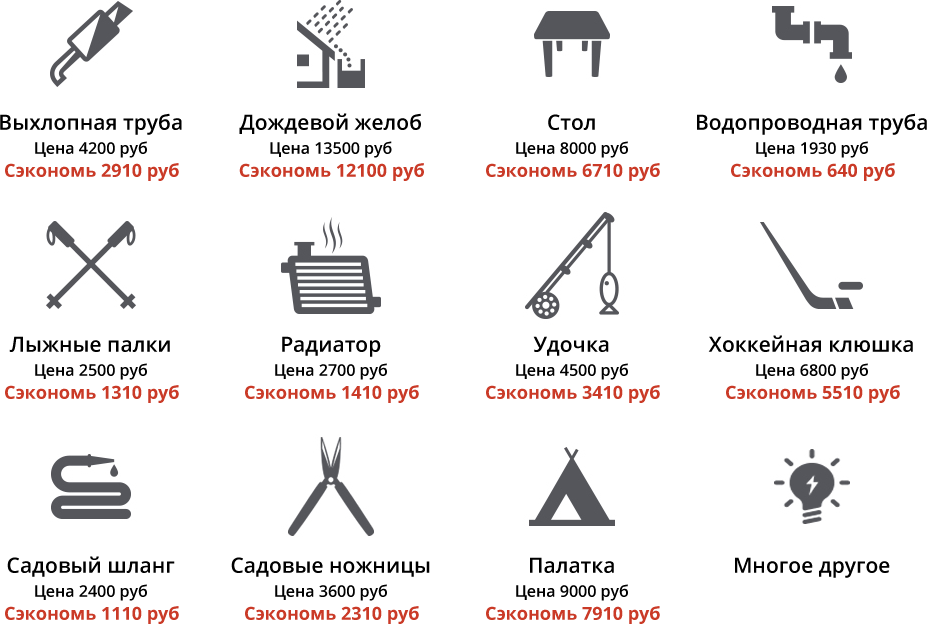 Выхлопная труба
Цена 4200 руб
Сэкономь 2910 руб
Дождевой желоб
Цена 13500 руб
Сэкономь 12100 руб
Стол
Цена 8000 руб
Сэкономь 6710 руб
Водопроводная труба
Цена 1930 руб
Сэкономь 640 руб
Лыжные палки
Цена 2500 руб
Сэкономь 1310 руб
Радиатор
Цена 2700 руб
Сэкономь 1410 руб
Удочка
Цена 4500 руб
Сэкономь 3410 руб
Хоккейная клюшка
Цена 6800 руб
Сэкономь 5510 руб
Садовый шланг
Цена 2400 руб
Сэкономь 1110 руб
Садовые ножницы
Цена 3600 руб
Сэкономь 2310 руб
Палатка
Цена 9000 руб
Сэкономь 7910 руб
Многое другое